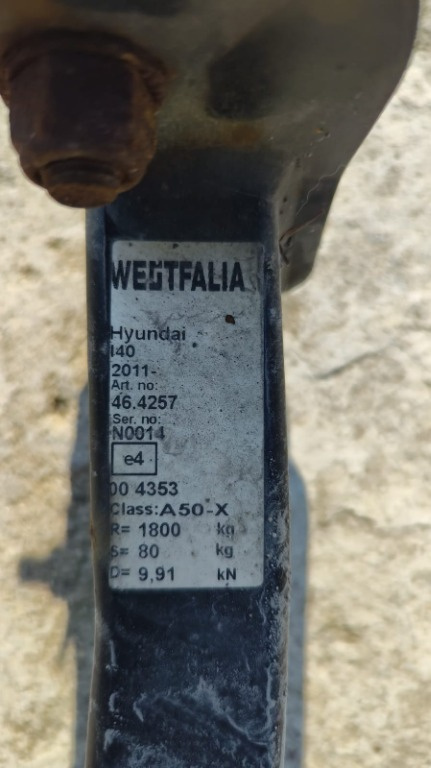 WESTFALIA
Hyundai
I40
2011-
Art. no:
46.4257
Ser. no:
N0014
e4
00 4353
Class: A50-X
R= 1800 kg
s= 80 kg
D= 9,91 kN